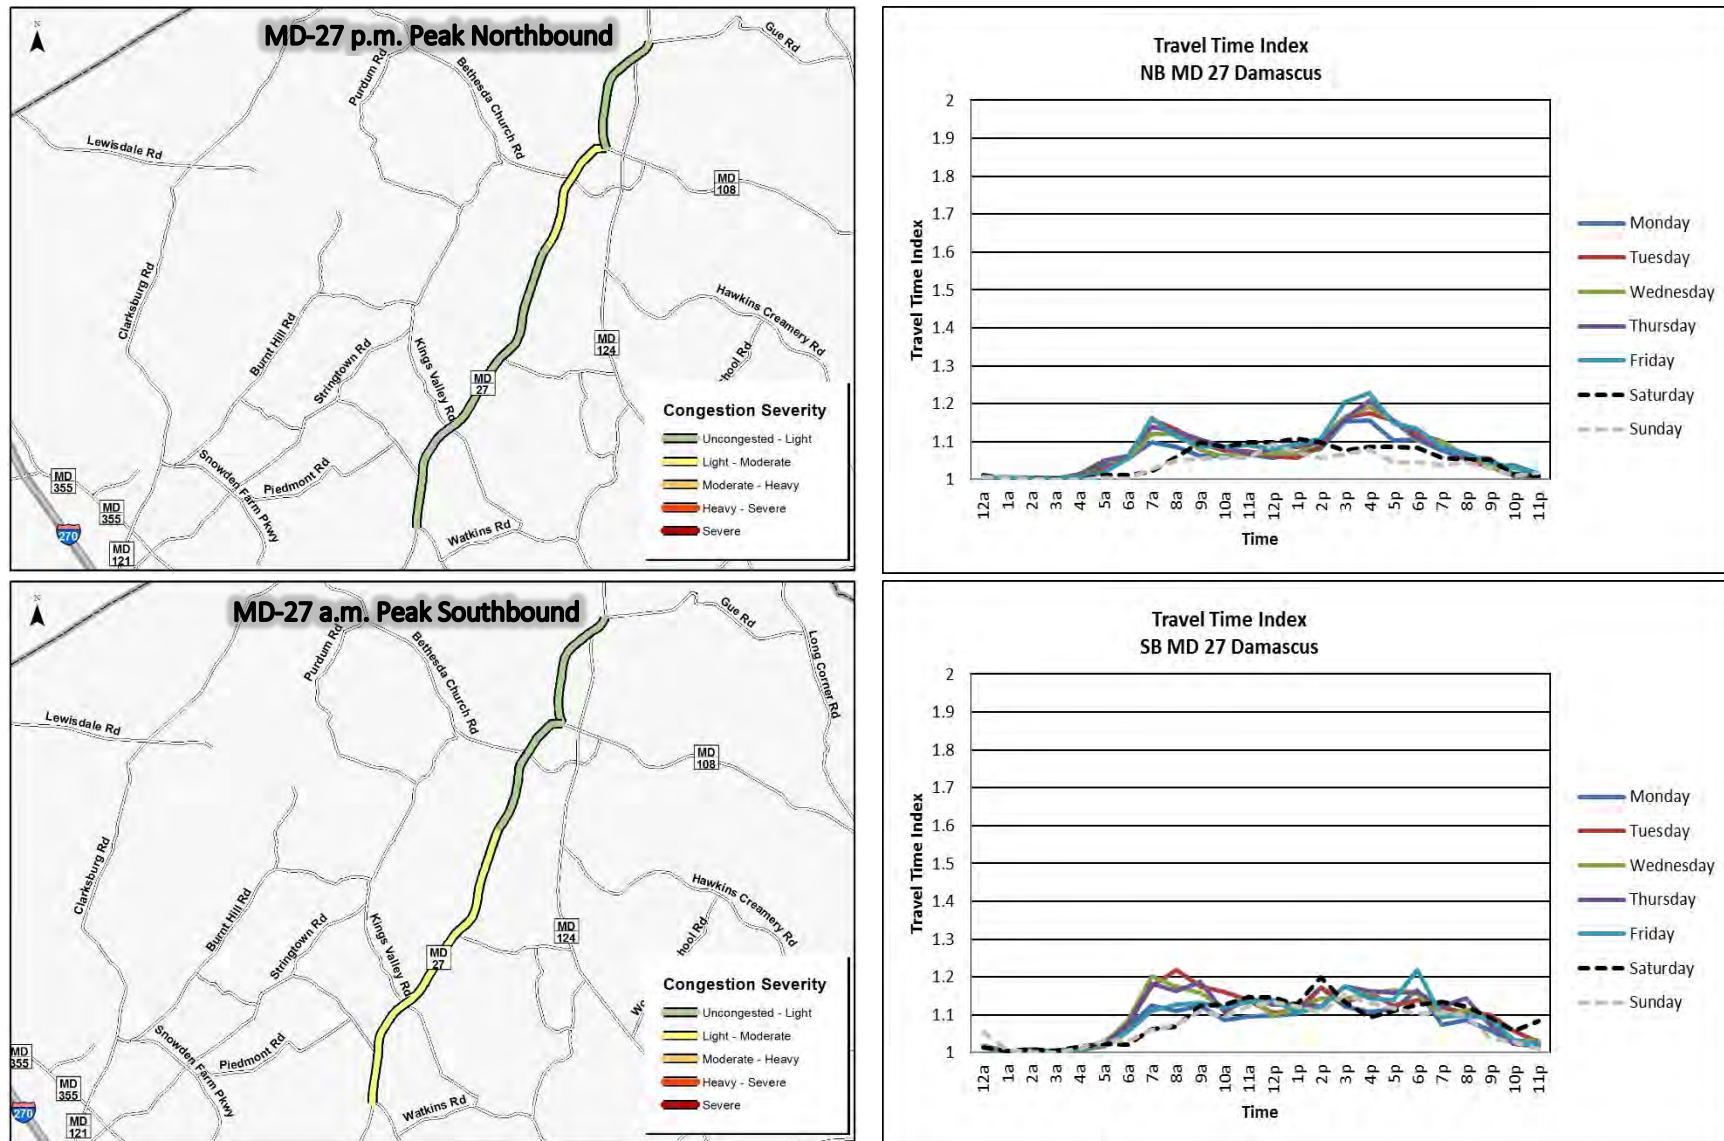 MD-27 p.m. Peak Northbound
N
Gue Rd
Purdum Rd
Bethesda Church Rd
Lewisdale Rd
MD
108
Clarksburg Rd
Burnt Hill Rd
Stringtown Rd
Kings Valley Rd
Hawkins Creamery Rd
MD
124
MD
27
hool Rd
Snowden Farm Pkwy
Piedmont Rd
Watkins Rd
MD
355
MD
355
270
MD
121
Congestion Severity
Uncongested - Light
Light - Moderate
Moderate - Heavy
Heavy - Severe
Severe
Travel Time Index
NB MD 27 Damascus
Travel Time Index
2
1.9
1.8
1.7
1.6
1.5
1.4
1.3
1.2
1.1
1
12a 1a 2a 3a 4a 5a 6a 7a 8a 9a 10a 11a 12p 1p 2p 3p 4p 5p 6p 7p 8p 9p 10p 11p
Time
Monday
Tuesday
Wednesday
Thursday
Friday
Saturday
Sunday
MD-27 a.m. Peak Southbound
N
Gue Rd
Long Corner Rd
Purdum Rd
Bethesda Church Rd
Lewisdale Rd
MD
108
Clarksburg Rd
Burnt Hill Rd
Stringtown Rd
Kings Valley Rd
Hawkins Creamery Rd
MD
124
MD
27
hool Rd
Wo
Snowden Farm Pkwy
Piedmont Rd
Watkins Rd
MD
355
MD
355
270
MD
121
Congestion Severity
Uncongested - Light
Light - Moderate
Moderate - Heavy
Heavy - Severe
Severe
Travel Time Index
SB MD 27 Damascus
Travel Time Index
2
1.9
1.8
1.7
1.6
1.5
1.4
1.3
1.2
1.1
1
12a 1a 2a 3a 4a 5a 6a 7a 8a 9a 10a 11a 12p 1p 2p 3p 4p 5p 6p 7p 8p 9p 10p 11p
Time
Monday
Tuesday
Wednesday
Thursday
Friday
Saturday
Sunday